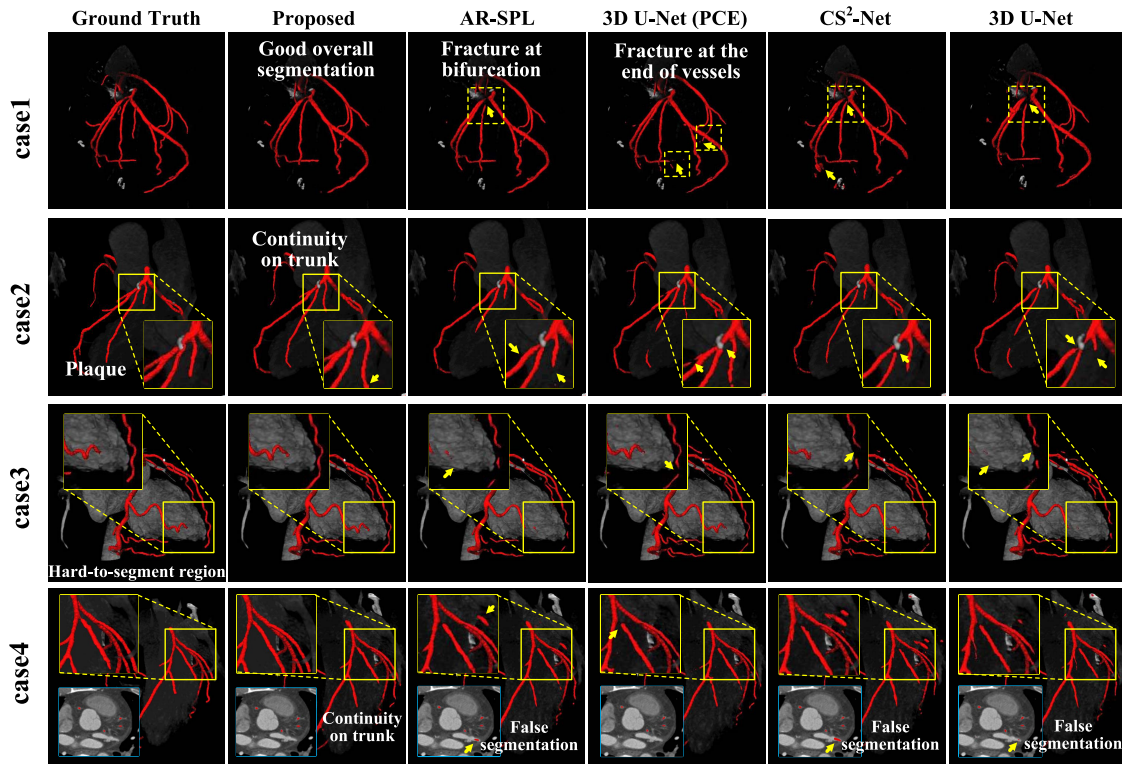 Ground Truth
Proposed
AR-SPL
3D U-Net (PCE)
CS²-Net
3D U-Net
case1
Good overall
segmentation
Fracture at
bifurcation
Fracture at the
end of vessels
case2
Plaque
Continuity
on trunk
case3
Hard-to-segment region
case4
Continuity
on trunk
False
segmentation
False
segmentation
False
segmentation